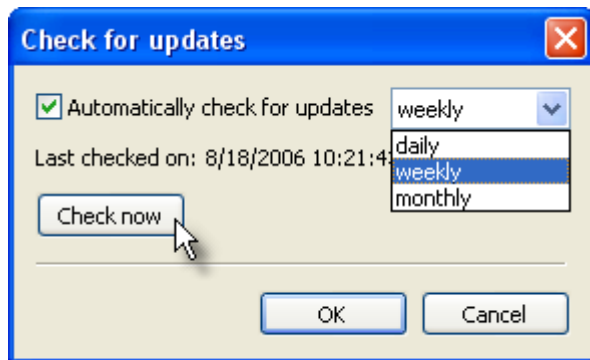 Check for updates
Automatically check for updates weekly
Last checked on: 8/18/2006 10:21:4
daily
weekly
monthly
Check now
OK Cancel